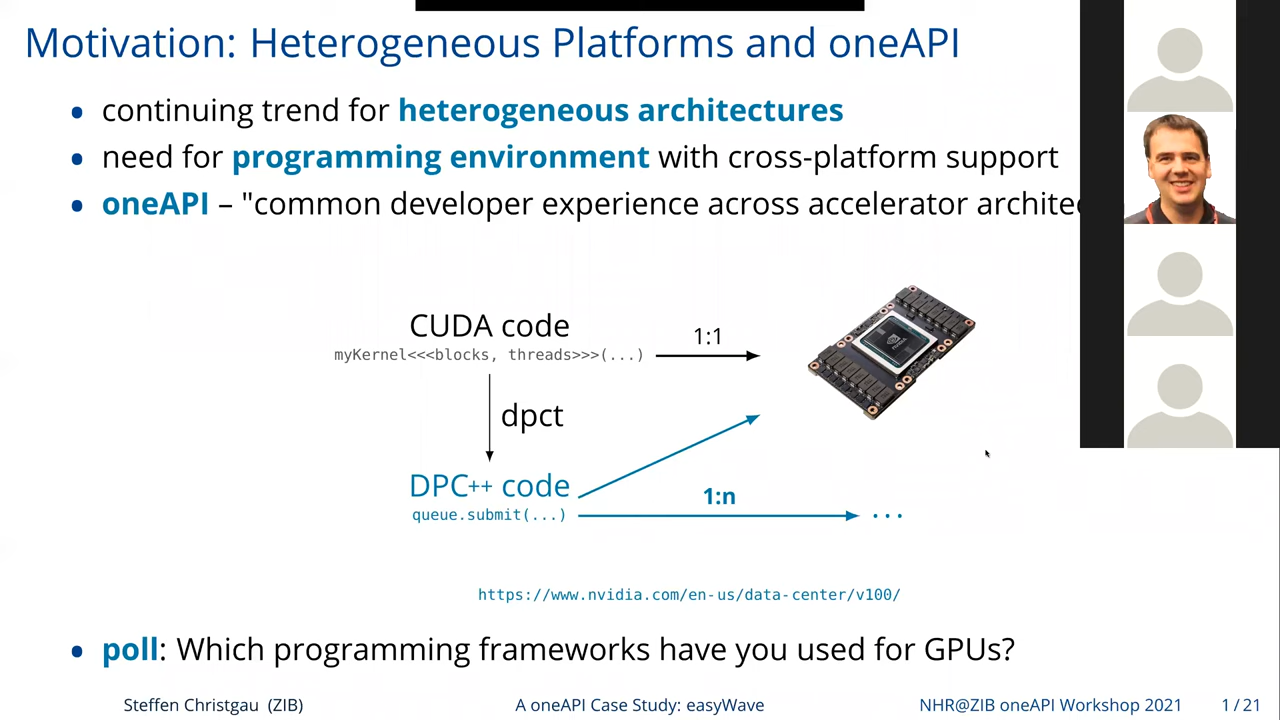 Motivation: Heterogeneous Platforms and oneAPI
• continuing trend for heterogeneous architectures
• need for programming environment with cross-platform support
• oneAPI – "common developer experience across accelerator
CUDA code
myKernel<<<blocks, threads>>>(...)
1:1
dpct
DPC++ code
queue.submit(...)
1:n
...
https://www.nvidia.com/en-us/data-center/v100/
• poll: Which programming frameworks have you used for GPUs?
Steffen Christgau (ZIB)
A oneAPI Case Study: easyWave
NHR@ZIB oneAPI Workshop 2021
1 / 21